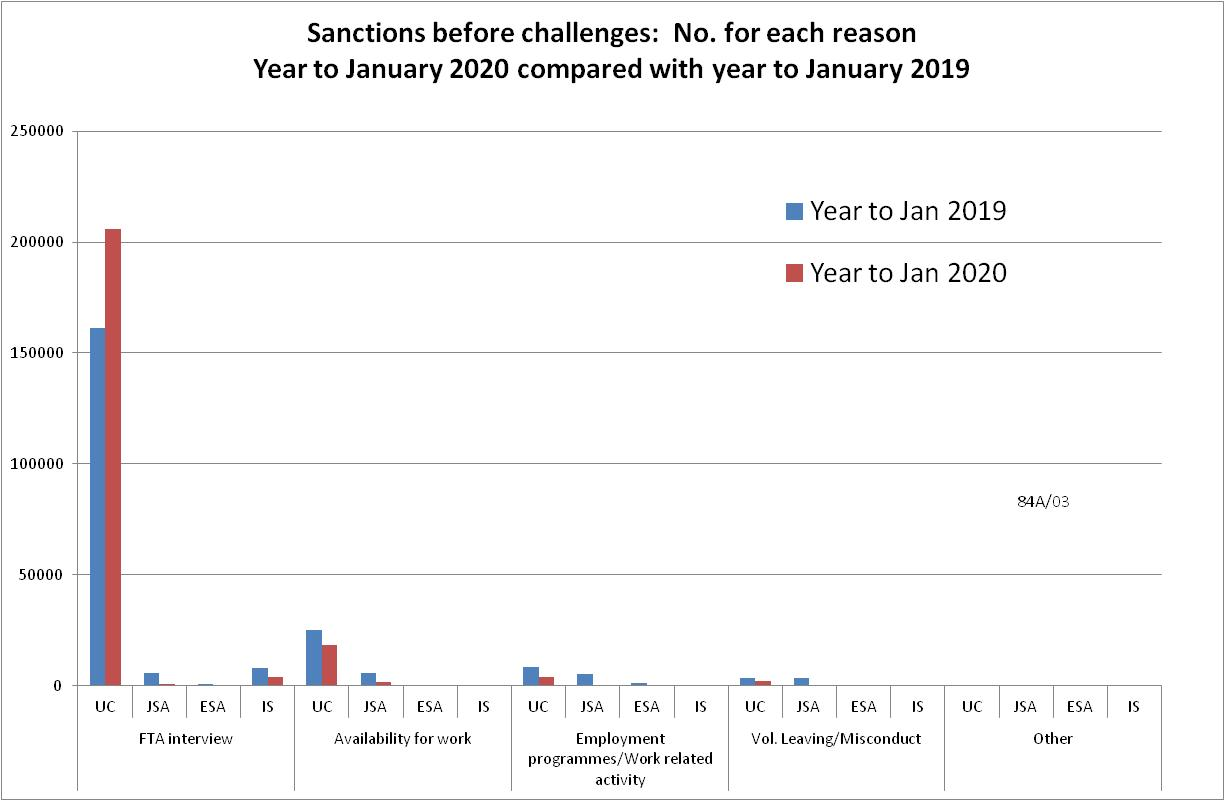 Sanctions before challenges:  No. for each reason
Year to January 2020 compared with year to January 2019
250000
200000
150000
100000
50000
0
Year to Jan 2019
Year to Jan 2020
84A/03
UC JSA ESA IS UC JSA ESA IS UC JSA ESA IS UC JSA ESA IS UC JSA ESA IS
FTA interview
Availability for work
Employment
programmes/Work related
activity
Vol. Leaving/Misconduct
Other